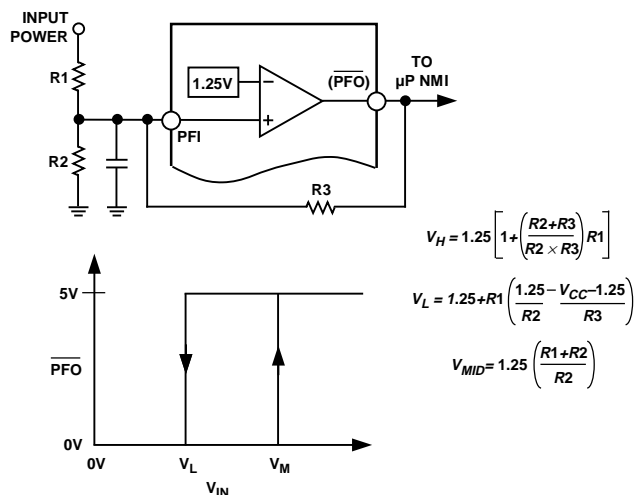 INPUT
POWER
R1
1.25V
(PFO)
TO
µP NMI
PFI
R2
R3
V_H = 1.25 [1+((R2+R3)/(R2 × R3))R1]
V_L = 1.25+R1((1.25/R2) – (V_CC–1.25)/R3)
V_MID = 1.25((R1+R2)/R2)
5V
PFO
0V
0V
V_L
V_M
V_IN